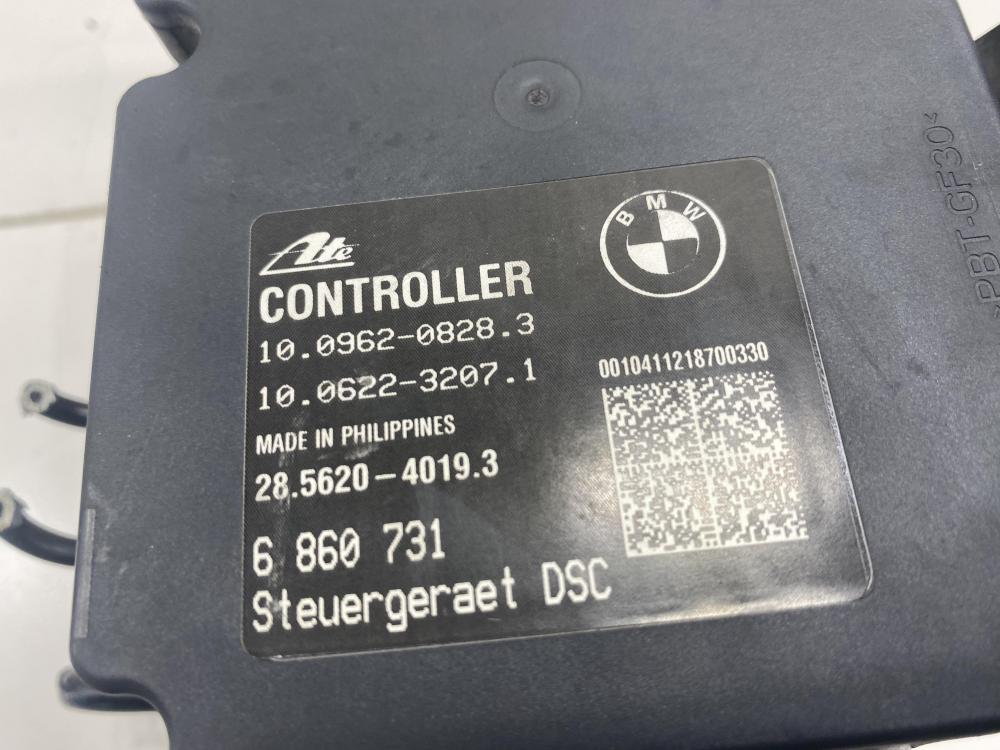 Ate
BMW
CONTROLLER
10.0962-0828.3
10.0622-3207.1
0010411218700330
MADE IN PHILIPPINES
28.5620-4019.3
6 860 731
Steuergeraet DSC
>PBT-GF30<